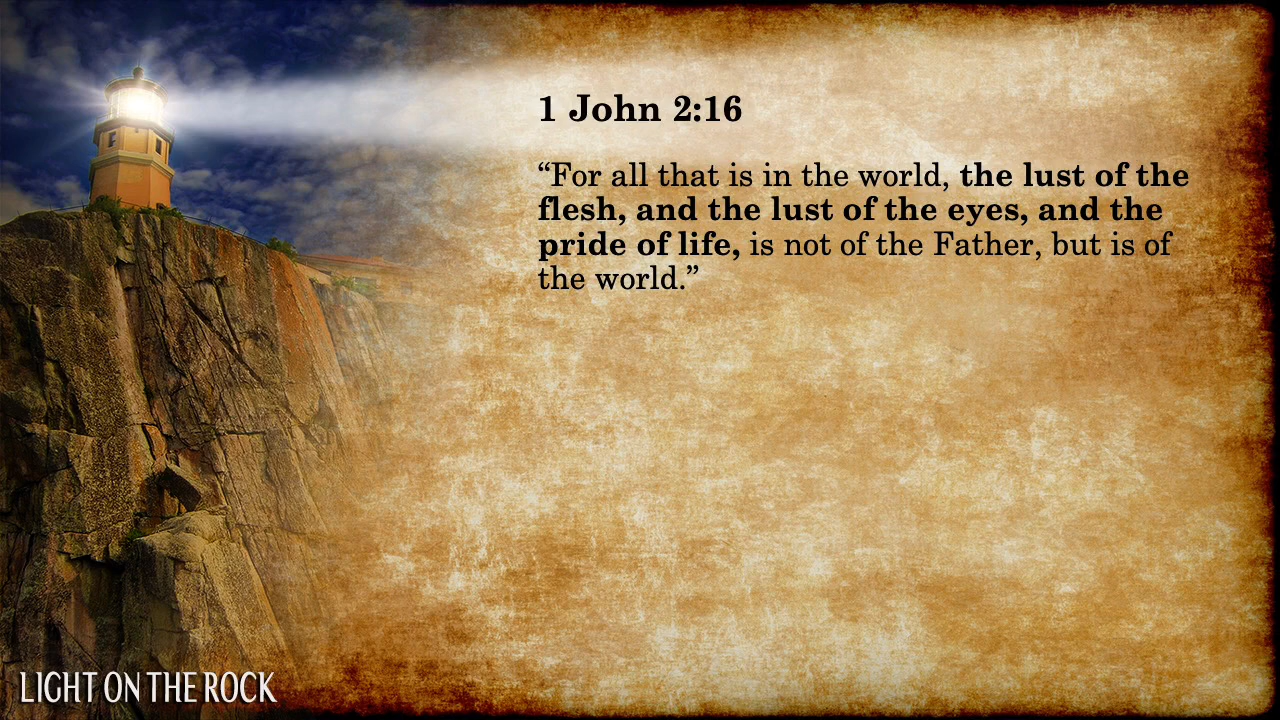 1 John 2:16
“For all that is in the world, the lust of the
flesh, and the lust of the eyes, and the
pride of life, is not of the Father, but is of
the world.”
LIGHT ON THE ROCK